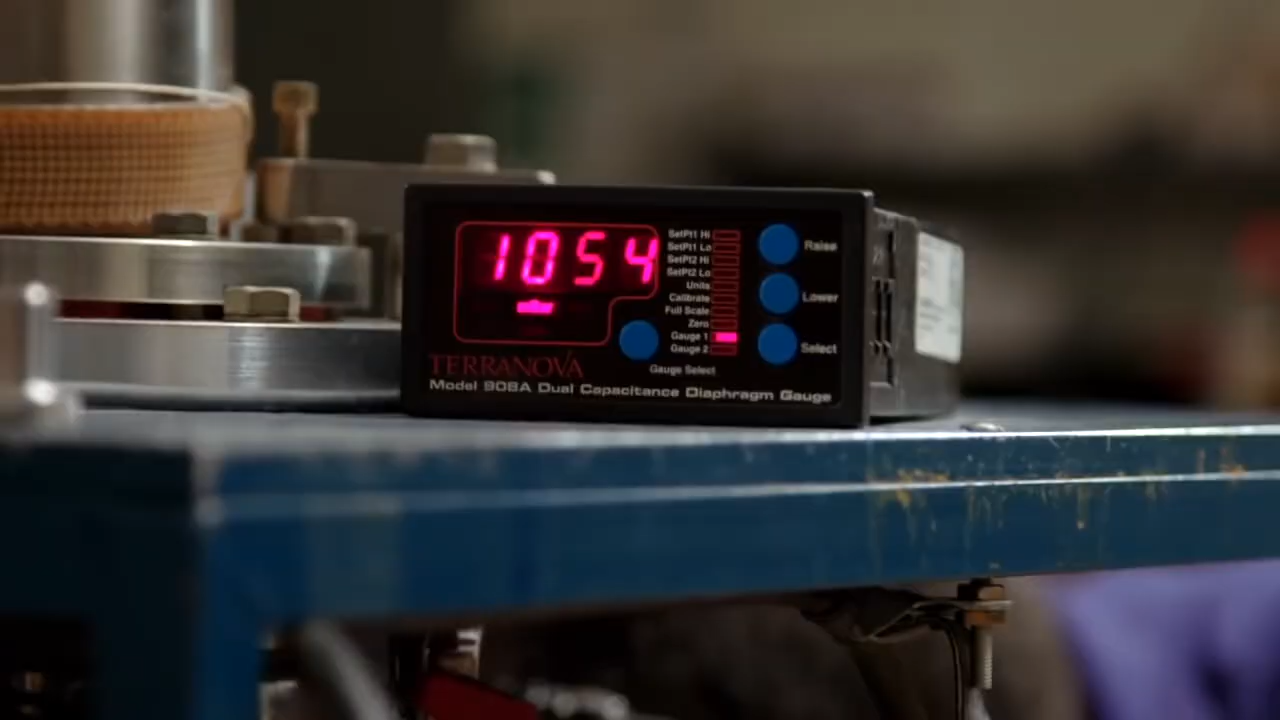 1054
SetPt1 Hi
SetPt1 Lo
SetPt2 Hi
SetPt2 Lo
Units
Calibrate
Full Scale
Zero
Gauge 1
Gauge 2
Raise
Lower
Select
Gauge Select
TERRANOVA
Model 908A Dual Capacitance Diaphragm Gauge